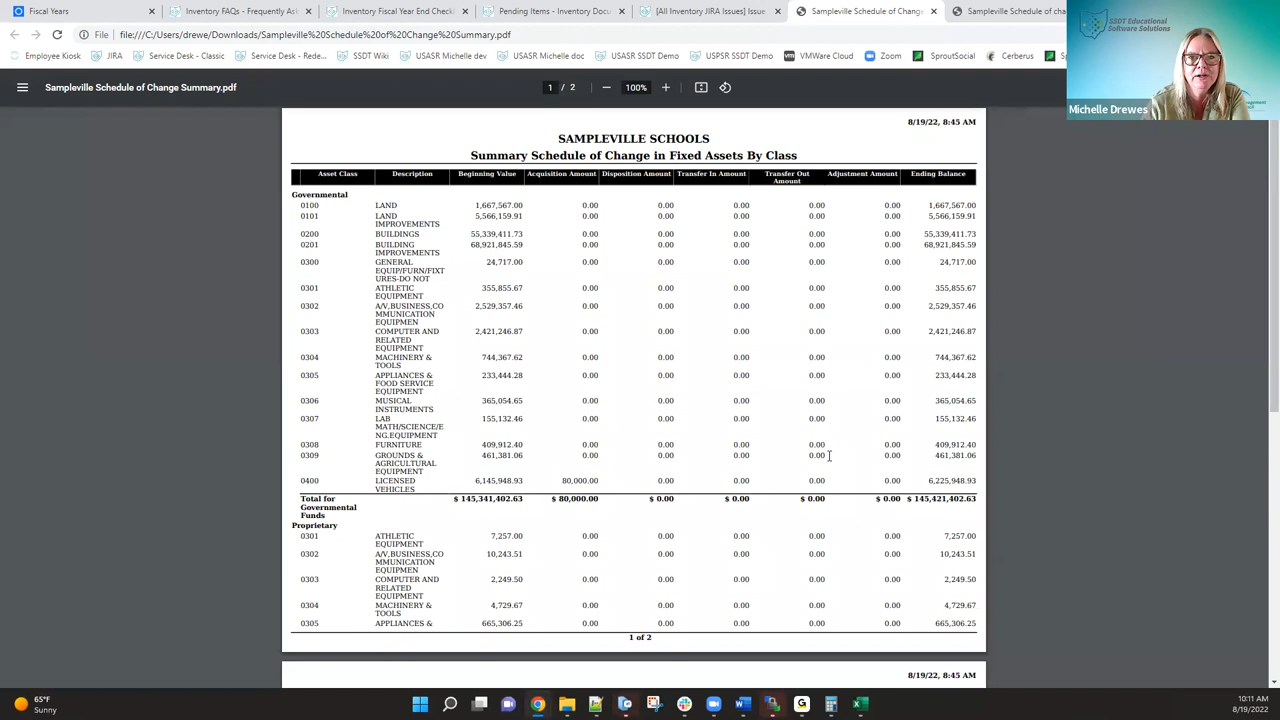 Fiscal Years
Inventory FAQs - Frequently As
Inventory Fiscal Year End Check
Pending Items - Inventory Docu
[All Inventory JIRA Issues] Issue
Sampleville Schedule of Change
Sampleville Schedule of cha
File
file:///C:/Users/drewe/Downloads/Sampleville%20Schedule%20of%20Change%20Summary.pdf
Employee Kiosk JIRA Service Desk - Classic Service Desk - Rede... SSDT Wiki USASR Michelle dev USASR Michelle doc USASR SSDT Demo USPSR SSDT Demo VMWare Cloud Zoom SproutSocial Cerberus
SSDT Educational
Software Solutions
Michelle Drewes
Sampleville Schedule of Change Summary.pdf
1 / 2
100%
8/19/22, 8:45 AM
SAMPLEVILLE SCHOOLS
Summary Schedule of Change in Fixed Assets By Class
Asset Class Description Beginning Value Acquisition Amount Disposition Amount Transfer In Amount Transfer Out Adjustment Amount Ending Balance
Amount
Governmental
0100 LAND 1,667,567.00 0.00 0.00 0.00 0.00 0.00 1,667,567.00
0101 LAND 5,566,159.91 0.00 0.00 0.00 0.00 0.00 5,566,159.91
IMPROVEMENTS
0200 BUILDINGS 55,339,411.73 0.00 0.00 0.00 0.00 0.00 55,339,411.73
0201 BUILDING 68,921,845.59 0.00 0.00 0.00 0.00 0.00 68,921,845.59
IMPROVEMENTS
0300 GENERAL 24,717.00 0.00 0.00 0.00 0.00 0.00 24,717.00
EQUIP/FURN/FIXT
URES-DO NOT
0301 ATHLETIC 355,855.67 0.00 0.00 0.00 0.00 0.00 355,855.67
EQUIPMENT
0302 A/V,BUSINESS,CO 2,529,357.46 0.00 0.00 0.00 0.00 0.00 2,529,357.46
MMUNICATION
EQUIPMEN
0303 COMPUTER AND 2,421,246.87 0.00 0.00 0.00 0.00 0.00 2,421,246.87
RELATED
EQUIPMENT
0304 MACHINERY & 744,367.62 0.00 0.00 0.00 0.00 0.00 744,367.62
TOOLS
0305 APPLIANCES & 233,444.28 0.00 0.00 0.00 0.00 0.00 233,444.28
FOOD SERVICE
EQUIPMENT
0306 MUSICAL 365,054.65 0.00 0.00 0.00 0.00 0.00 365,054.65
INSTRUMENTS
0307 LAB 155,132.46 0.00 0.00 0.00 0.00 0.00 155,132.46
MATH/SCIENCE/E
NG.EQUIPMENT
0308 FURNITURE 409,912.40 0.00 0.00 0.00 0.00 0.00 409,912.40
0309 GROUNDS & 461,381.06 0.00 0.00 0.00 0.00 0.00 461,381.06
AGRICULTURAL
EQUIPMENT
0400 LICENSED 6,145,948.93 80,000.00 0.00 0.00 0.00 0.00 6,225,948.93
VEHICLES
Total for $ 145,341,402.63 $ 80,000.00 $ 0.00 $ 0.00 $ 0.00 $ 0.00 $ 145,421,402.63
Governmental
Funds
Proprietary
0301 ATHLETIC 7,257.00 0.00 0.00 0.00 0.00 0.00 7,257.00
EQUIPMENT
0302 A/V,BUSINESS,CO 10,243.51 0.00 0.00 0.00 0.00 0.00 10,243.51
MMUNICATION
EQUIPMEN
0303 COMPUTER AND 2,249.50 0.00 0.00 0.00 0.00 0.00 2,249.50
RELATED
EQUIPMENT
0304 MACHINERY & 4,729.67 0.00 0.00 0.00 0.00 0.00 4,729.67
TOOLS
0305 APPLIANCES & 665,306.25 0.00 0.00 0.00 0.00 0.00 665,306.25
1 of 2
8/19/22, 8:45 AM
65°F
Sunny
10:11 AM
8/19/2022